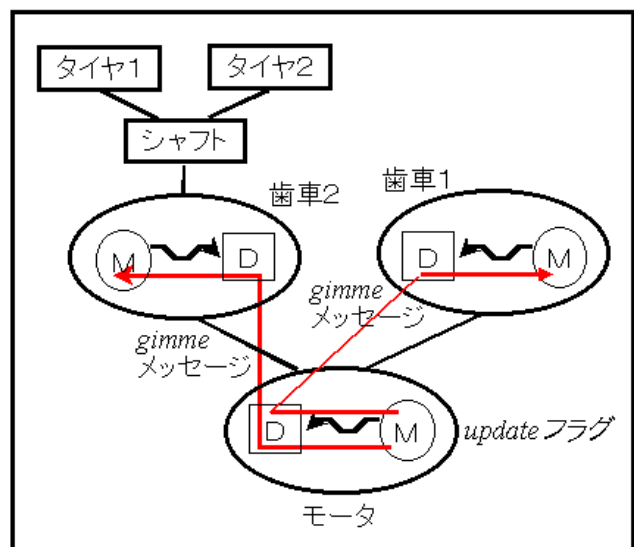 タイヤ1
タイヤ2
シャフト
歯車2
歯車1
M
D
D
M
gimme
メッセージ
gimme
メッセージ
D
M
updateフラグ
モータ